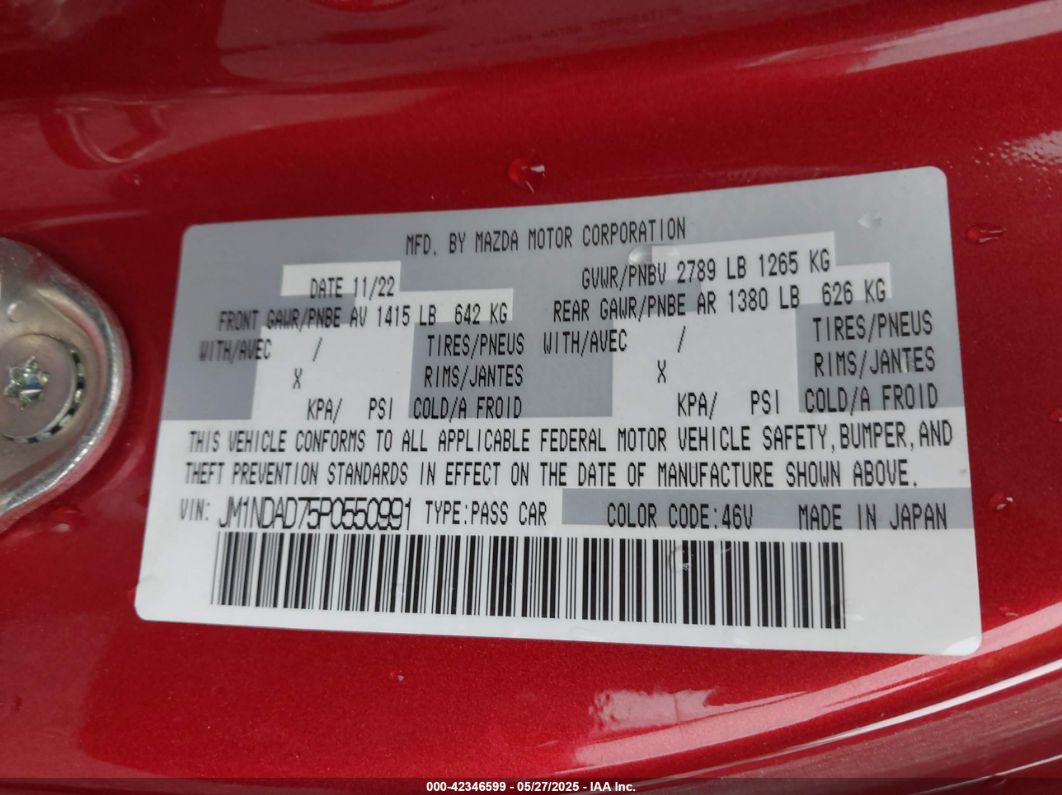 MFD. BY MAZDA MOTOR CORPORATION
DATE 11/22 GVWR/PNBV 2789 LB 1265 KG
FRONT GAWR/PNBE AV 1415 LB 642 KG REAR GAWR/PNBE AR 1380 LB 626 KG
WITH/AVEC / TIRES/PNEUS WITH/AVEC / TIRES/PNEUS
X RIMS/JANTES X RIMS/JANTES
KPA/ PSI COLD/A FROID KPA/ PSI COLD/A FROID
THIS VEHICLE CONFORMS TO ALL APPLICABLE FEDERAL MOTOR VEHICLE SAFETY, BUMPER, AND
THEFT PREVENTION STANDARDS IN EFFECT ON THE DATE OF MANUFACTURE SHOWN ABOVE.
VIN: JM1NDAD75P0550991 TYPE:PASS CAR COLOR CODE:46V MADE IN JAPAN
000-42346599 - 05/27/2025 - IAA Inc.